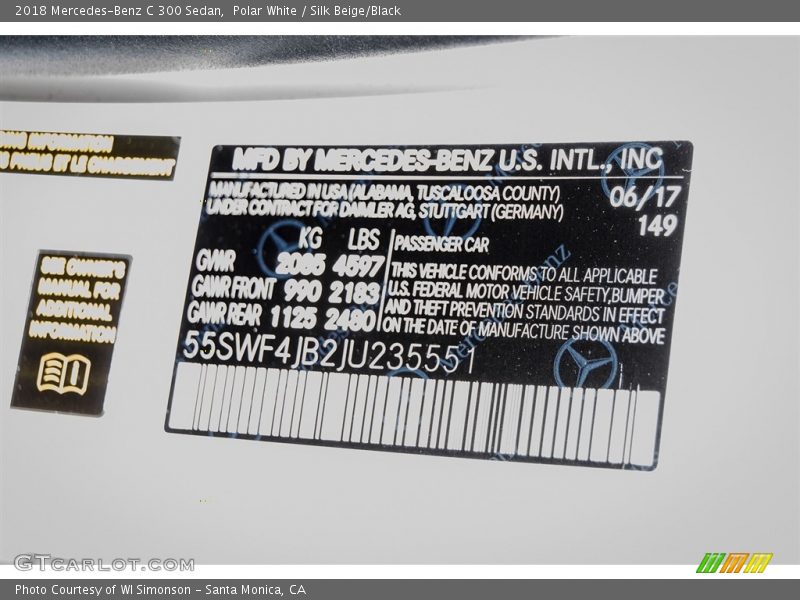 2018 Mercedes-Benz C 300 Sedan,  Polar White / Silk Beige/Black
INFORMATION
ET LE CHARGEMENT
SEE OWNER'S
MANUAL FOR
ADDITIONAL
INFORMATION
MFD BY MERCEDES-BENZ U.S. INTL., INC
MANUFACTURED IN USA (ALABAMA, TUSCALOOSA COUNTY)
UNDER CONTRACT FOR DAIMLER AG, STUTTGART (GERMANY)
06/17
149
KG LBS
GVWR 2085 4597
GAWR FRONT 990 2183
GAWR REAR 1125 2480
PASSENGER CAR
THIS VEHICLE CONFORMS TO ALL APPLICABLE
U.S. FEDERAL MOTOR VEHICLE SAFETY,BUMPER
AND THEFT PREVENTION STANDARDS IN EFFECT
ON THE DATE OF MANUFACTURE SHOWN ABOVE
55SWF4JB2JU235551
GTCARLOT.COM
Photo Courtesy of WI Simonson - Santa Monica, CA